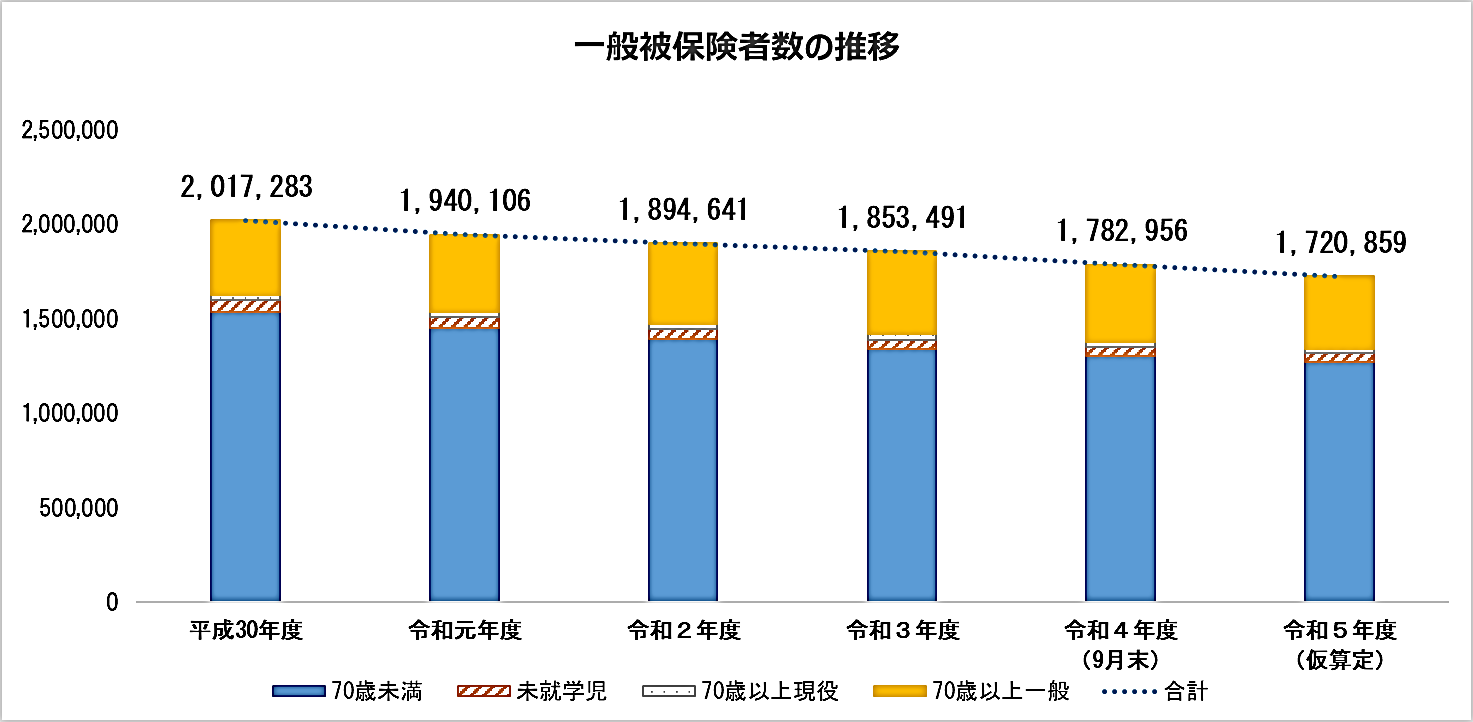 一般被保険者数の推移
2,500,000
2,000,000
1,500,000
1,000,000
500,000
0
2,017,283
1,940,106
1,894,641
1,853,491
1,782,956
1,720,859
平成30年度
令和元年度
令和２年度
令和３年度
令和４年度
（9月末）
令和５年度
（仮算定）
70歳未満 未就学児 70歳以上現役 70歳以上一般 合計